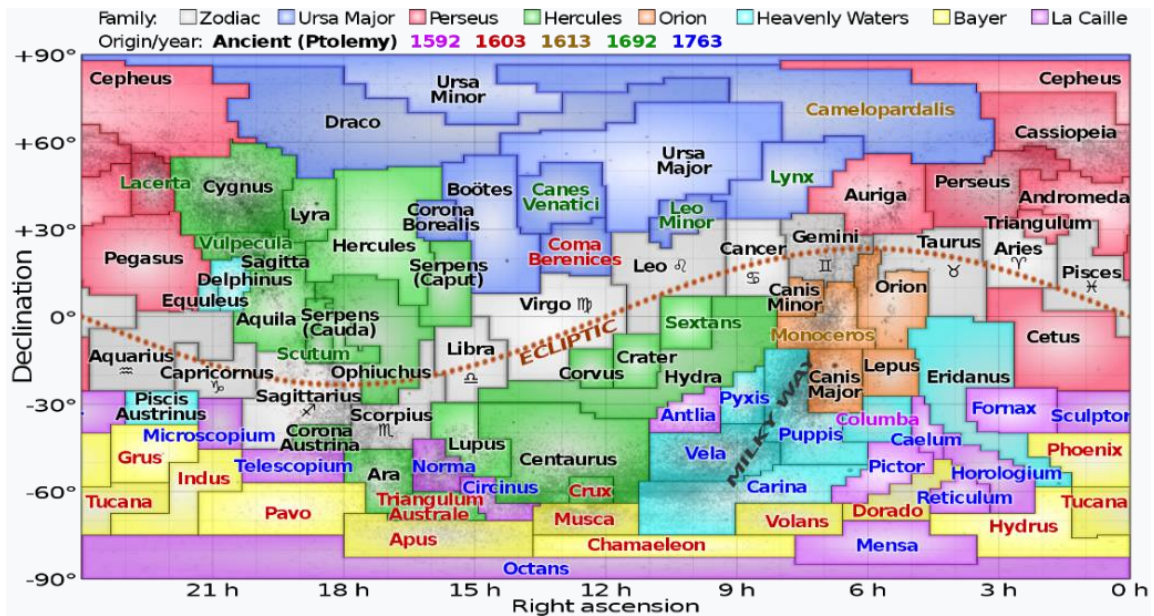 Family: Zodiac Ursa Major Perseus Hercules Orion Heavenly Waters Bayer La Caille
Origin/year: Ancient (Ptolemy) 1592 1603 1613 1692 1763
+90°
Cepheus
Ursa
Minor
Cepheus
Draco
Camelopardalis
Cassiopeia
+60°
Ursa
Major
Lacerta
Cygnus
Boötes
Canes
Venatici
Lynx
Auriga
Perseus
Andromeda
Lyra
Corona
Borealis
Leo
Minor
Triangulum
+30°
Vulpecula
Hercules
Coma
Berenices
Cancer
Gemini
Taurus
Aries
Pegasus
Sagitta
Serpens
(Caput)
Leo ♌
♋
♊
♉
♈
Pisces
♓
Delphinus
Equuleus
Virgo ♍
Canis
Minor
Orion
0°
Aquila
Serpens
(Cauda)
Sextans
Monoceros
Cetus
ECLIPTIC
Aquarius
♒
Scutum
Libra
♎
Crater
Capricornus
♑
Ophiuchus
Corvus
Hydra
MILKY WAY
Canis
Major
Lepus
Eridanus
Sagittarius
♐
-30°
Piscis
Austrinus
Scorpius
♏
Antlia
Pyxis
Fornax
Sculptor
Microscopium
Corona
Austrina
Lupus
Puppis
Columba
Caelum
Grus
Telescopium
Norma
Centaurus
Vela
Pictor
Horologium
Phoenix
Indus
Ara
Circinus
Crux
Carina
-60°
Tucana
Triangulum
Australe
Reticulum
Tucana
Pavo
Musca
Volans
Dorado
Hydrus
Apus
Chamaeleon
Mensa
Octans
-90°
21 h 18 h 15 h 12 h 9 h 6 h 3 h 0 h
Right ascension
Declination